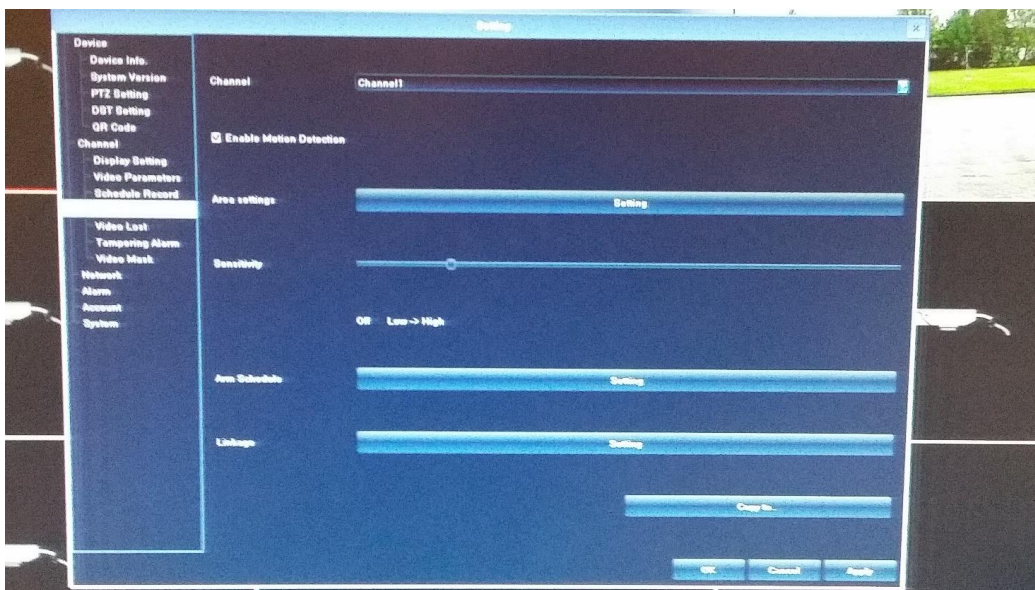 Setting
Device
Device Info.
System Version
PTZ Setting
DST Setting
QR Code
Channel
Display Setting
Video Parameters
Schedule Record
Video Lost
Tampering Alarm
Video Mask
Network
Alarm
Account
System
Channel
Channel1
Enable Motion Detection
Area settings
Setting
Sensitivity
Off Low -> High
Arm Schedule
Setting
Linkage
Setting
Copy to..
OK Cancel Apply